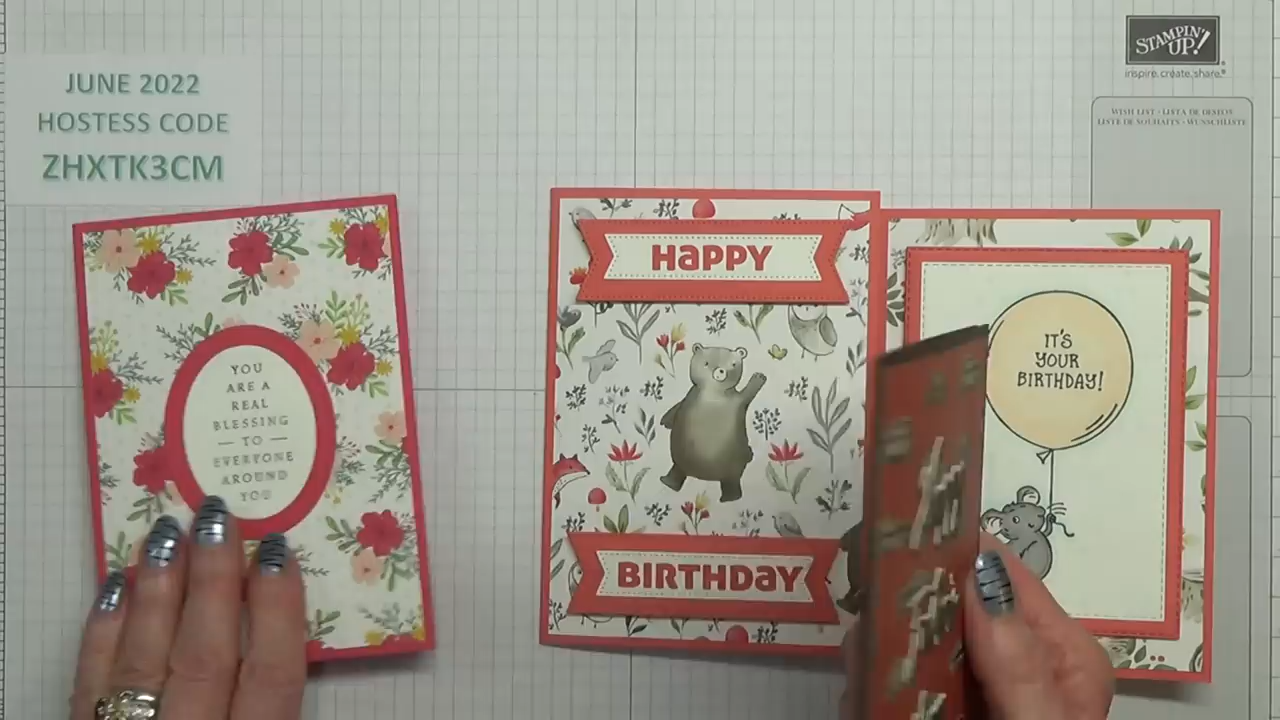 JUNE 2022
HOSTESS CODE
ZHXTK3CM
STAMPIN' UP!
inspire. create. share.
WISH LIST • LISTA DE DESEOS
LISTE DE SOUHAITS • WUNSCHLISTE
YOU
ARE A
REAL
BLESSING
— TO —
EVERYONE
AROUND
YOU
HAPPY
BIRTHDAY
IT'S
YOUR
BIRTHDAY!